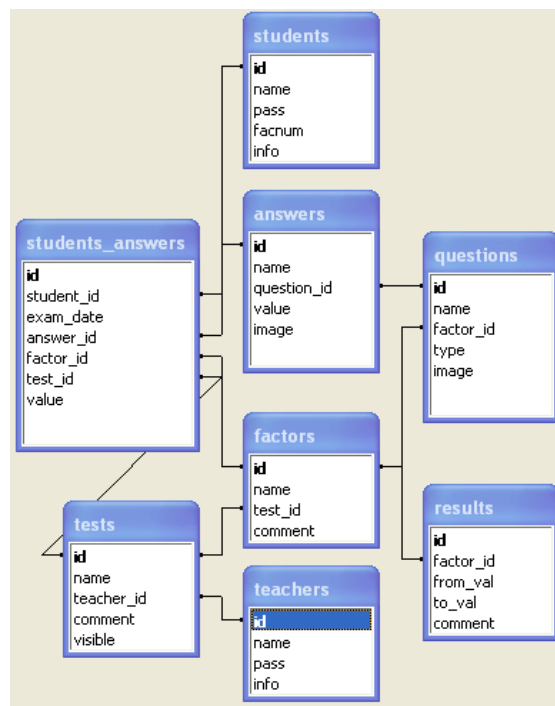 students
id
name
pass
facnum
info
answers
id
name
question_id
value
image
students_answers
id
student_id
exam_date
answer_id
factor_id
test_id
value
questions
id
name
factor_id
type
image
factors
id
name
test_id
comment
tests
id
name
teacher_id
comment
visible
results
id
factor_id
from_val
to_val
comment
teachers
id
name
pass
info